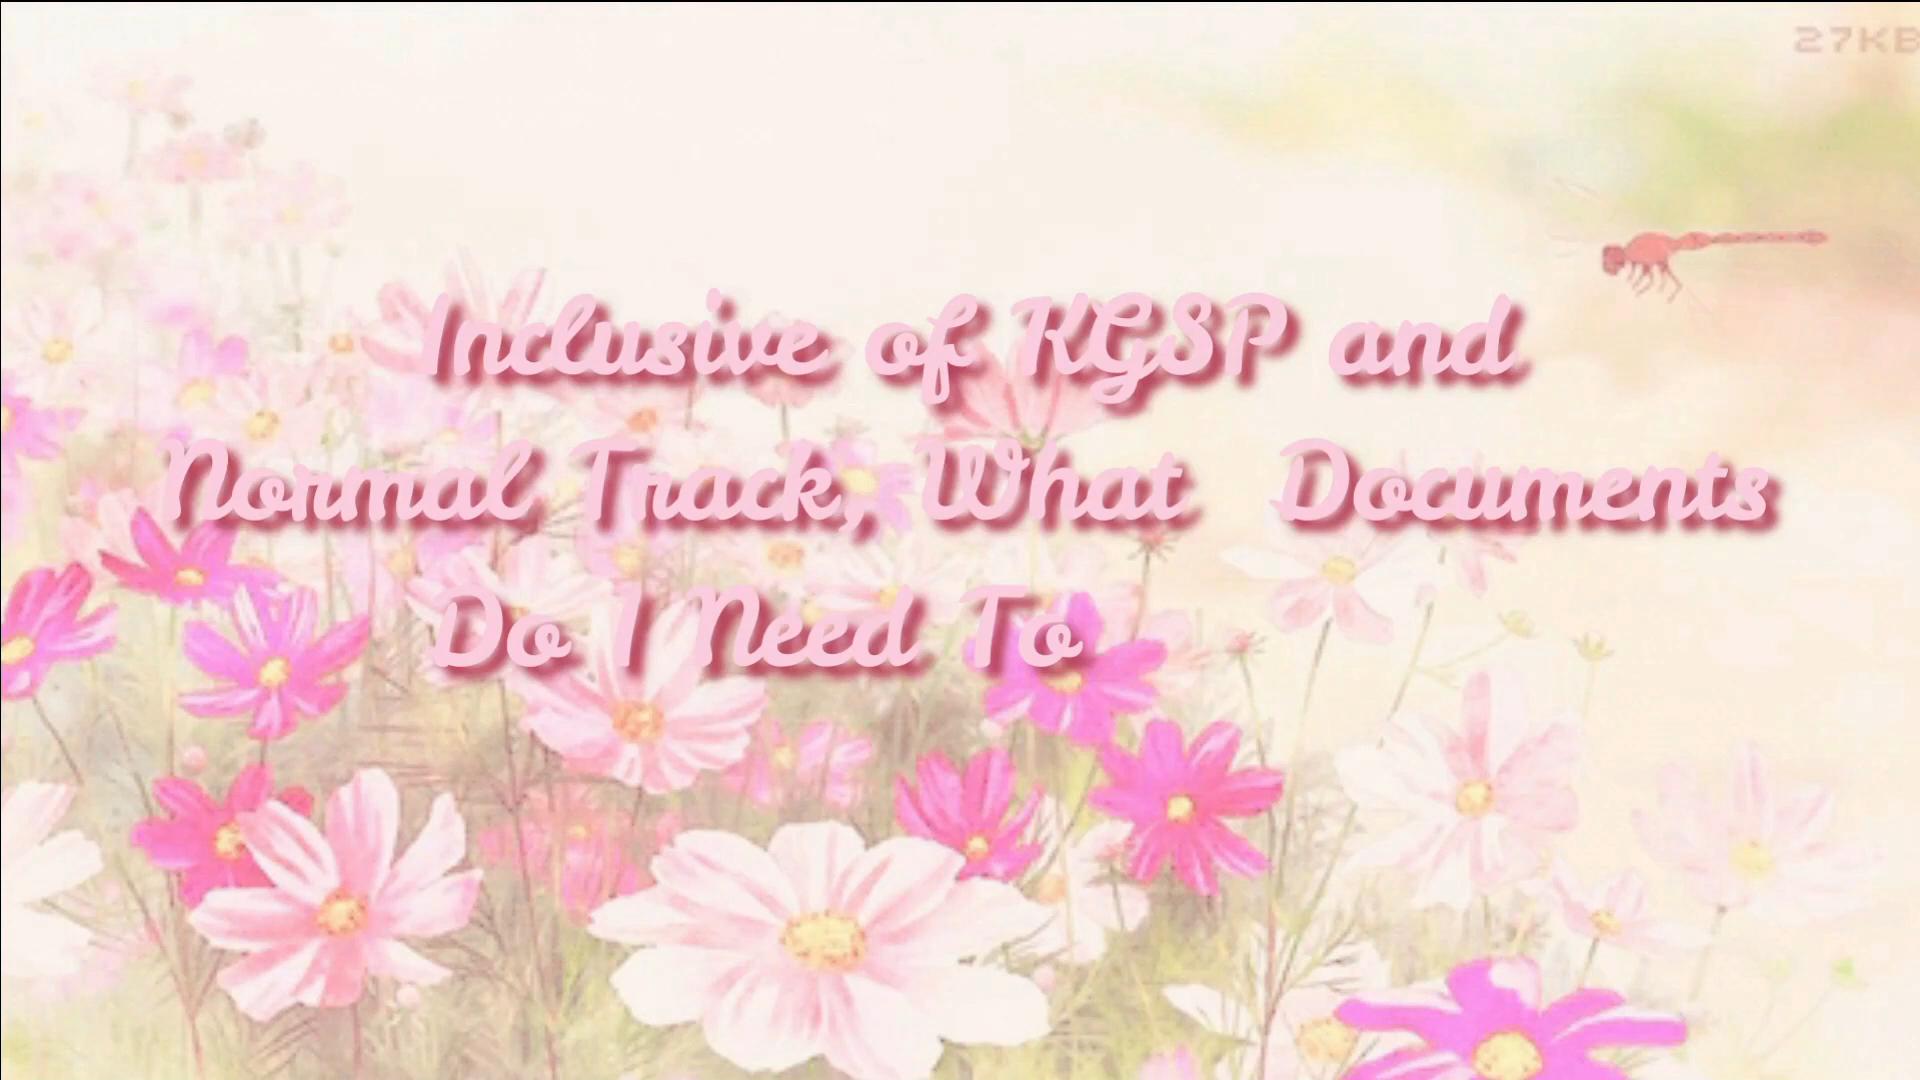 27KB
Inclusive of KGSP and
Normal Track, What Documents
Do I Need To